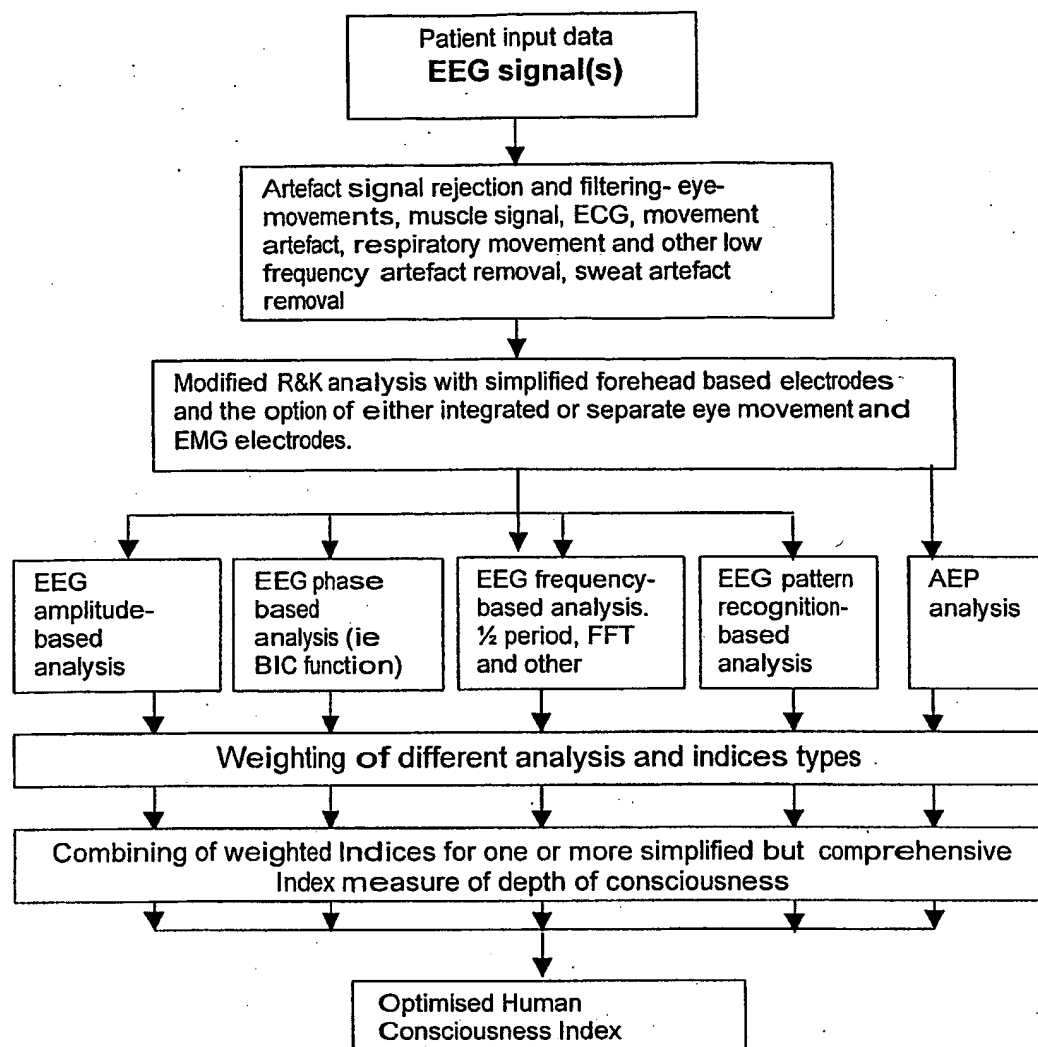 Patient input data
EEG signal(s)
Artefact signal rejection and filtering- eye-
movements, muscle signal, ECG, movement
artefact, respiratory movement and other low
frequency artefact removal, sweat artefact
removal
Modified R&K analysis with simplified forehead based electrodes
and the option of either integrated or separate eye movement and
EMG electrodes.
EEG
amplitude-
based
analysis
EEG phase
based
analysis (ie
BIC function)
EEG frequency-
based analysis.
½ period, FFT
and other
EEG pattern
recognition-
based
analysis
AEP
analysis
Weighting of different analysis and indices types
Combining of weighted Indices for one or more simplified but comprehensive
Index measure of depth of consciousness
Optimised Human
Consciousness Index